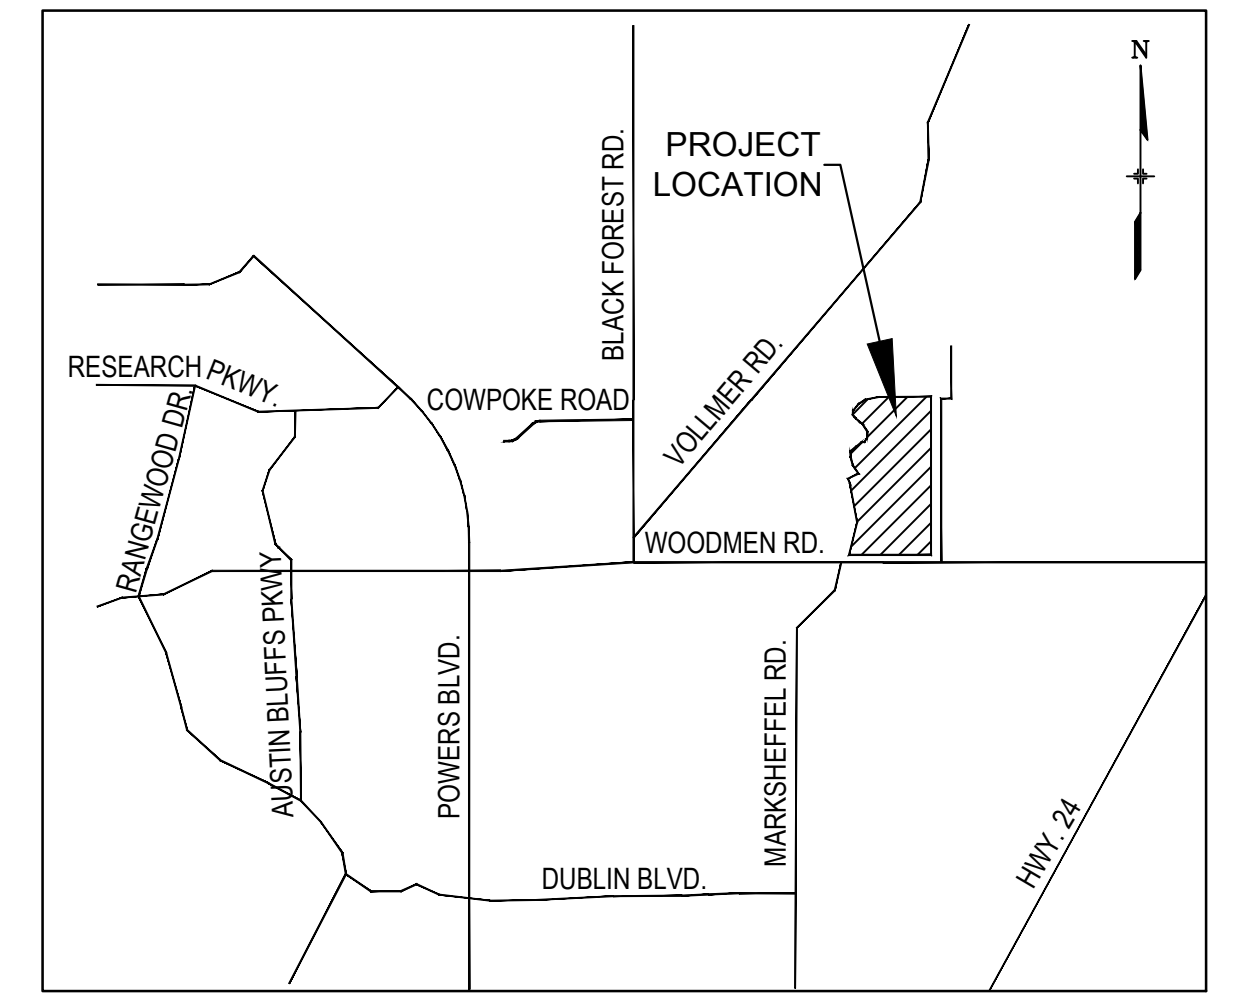 N
PROJECT
LOCATION
BLACK FOREST RD.
VOLLMER RD.
RESEARCH PKWY.
COWPOKE ROAD
RANGEWOOD DR.
WOODMEN RD.
AUSTIN BLUFFS PKWY
POWERS BLVD.
MARKSHEFFEL RD.
HWY. 24
DUBLIN BLVD.